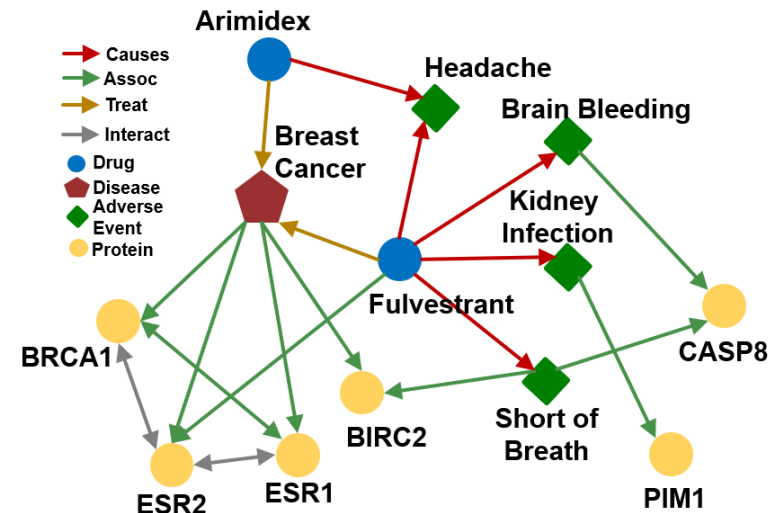 Arimidex
Causes
Assoc
Treat
Interact
Drug
Disease
Adverse
Event
Protein
Headache
Brain Bleeding
Breast
Cancer
Kidney
Infection
Fulvestrant
BRCA1
CASP8
BIRC2
Short of
Breath
ESR2
ESR1
PIM1